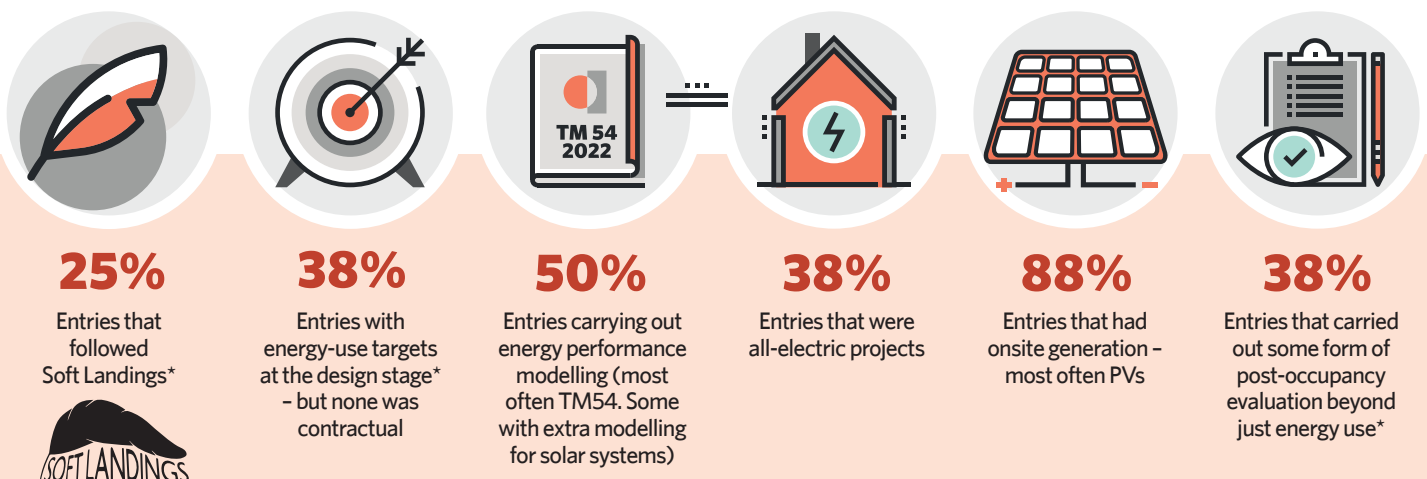 TM 54
2022
25%
Entries that
followed
Soft Landings*
SOFT LANDINGS
38%
Entries with
energy-use targets
at the design stage*
– but none was
contractual
50%
Entries carrying out
energy performance
modelling (most
often TM54. Some
with extra modelling
for solar systems)
38%
Entries that were
all-electric projects
88%
Entries that had
onsite generation –
most often PVs
38%
Entries that carried
out some form of
post-occupancy
evaluation beyond
just energy use*